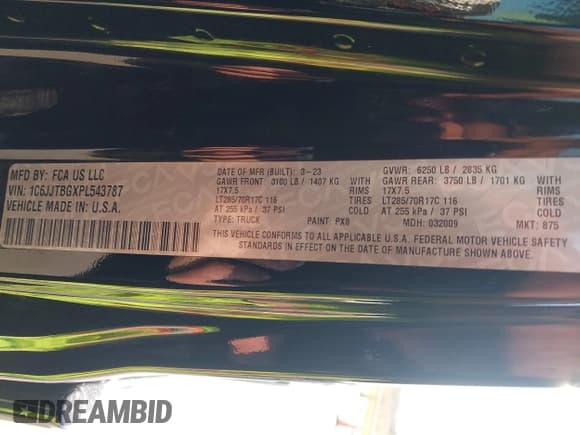 MFD BY: FCA US LLC
VIN: 1C6JJTBGXPL543787
VEHICLE MADE IN: U.S.A.
DATE OF MFR (BUILT): 3-23
GAWR FRONT: 3100 LB / 1407 KG WITH
17X7.5 RIMS
LT285/70R17C 116 TIRES
AT 255 kPa / 37 PSI COLD
TYPE: TRUCK PAINT: PX8
GVWR: 6250 LB / 2835 KG
GAWR REAR: 3750 LB / 1701 KG WITH
17X7.5 RIMS
LT285/70R17C 116 TIRES
AT 255 kPa / 37 PSI COLD
MDH: 032009 MKT: 875
THIS VEHICLE CONFORMS TO ALL APPLICABLE U.S.A. FEDERAL MOTOR VEHICLE SAFETY
STANDARDS IN EFFECT ON THE DATE OF MANUFACTURE SHOWN ABOVE.
DREAMBID